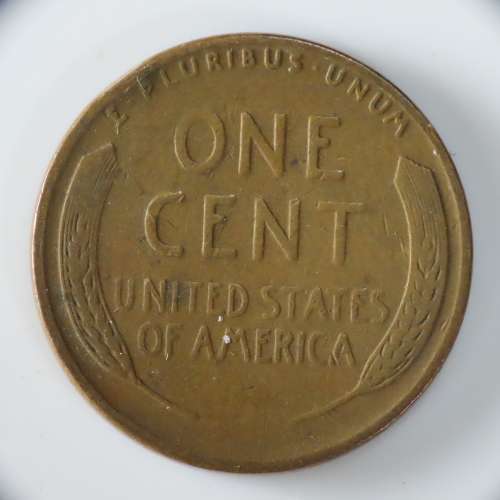 E·PLURIBUS·UNUM
ONE
CENT
UNITED STATES
OF AMERICA